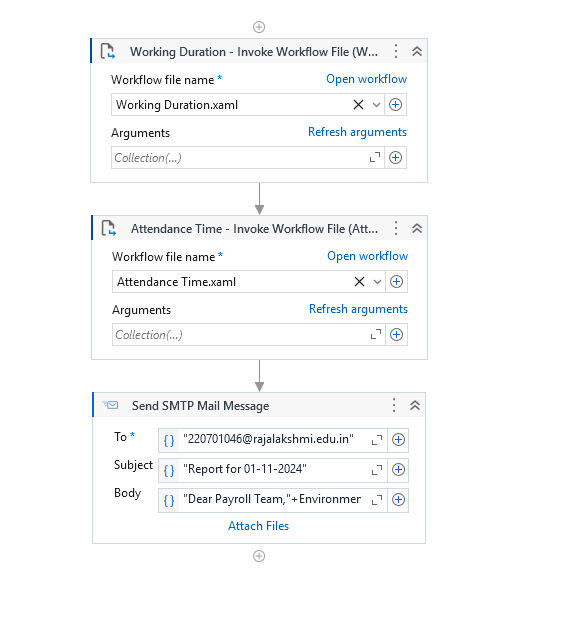 Working Duration - Invoke Workflow File (W...
Workflow file name *
Open workflow
Working Duration.xaml
Arguments
Refresh arguments
Collection(...)
Attendance Time - Invoke Workflow File (Att...
Workflow file name *
Open workflow
Attendance Time.xaml
Arguments
Refresh arguments
Collection(...)
Send SMTP Mail Message
To * {} "220701046@rajalakshmi.edu.in"
Subject {} "Report for 01-11-2024"
Body {} "Dear Payroll Team,"+Environmer
Attach Files